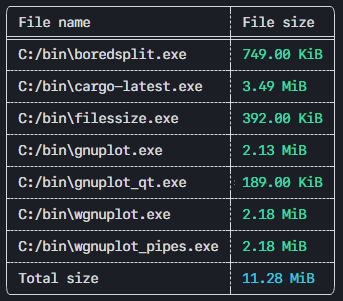 File name File size
C:/bin\boredsplit.exe 749.00 KiB
C:/bin\cargo-latest.exe 3.49 MiB
C:/bin\filessize.exe 392.00 KiB
C:/bin\gnuplot.exe 2.13 MiB
C:/bin\gnuplot_qt.exe 189.00 KiB
C:/bin\wgnuplot.exe 2.18 MiB
C:/bin\wgnuplot_pipes.exe 2.18 MiB
Total size 11.28 MiB